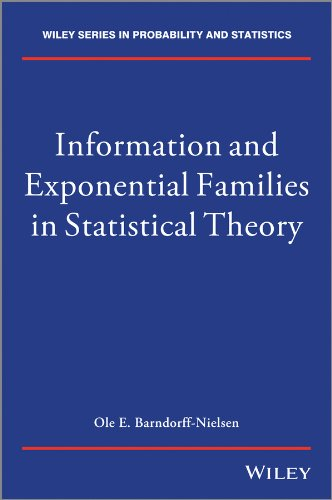 WILEY SERIES IN PROBABILITY AND STATISTICS
Information and
Exponential Families
in Statistical Theory
Ole E. Barndorff-Nielsen
WILEY